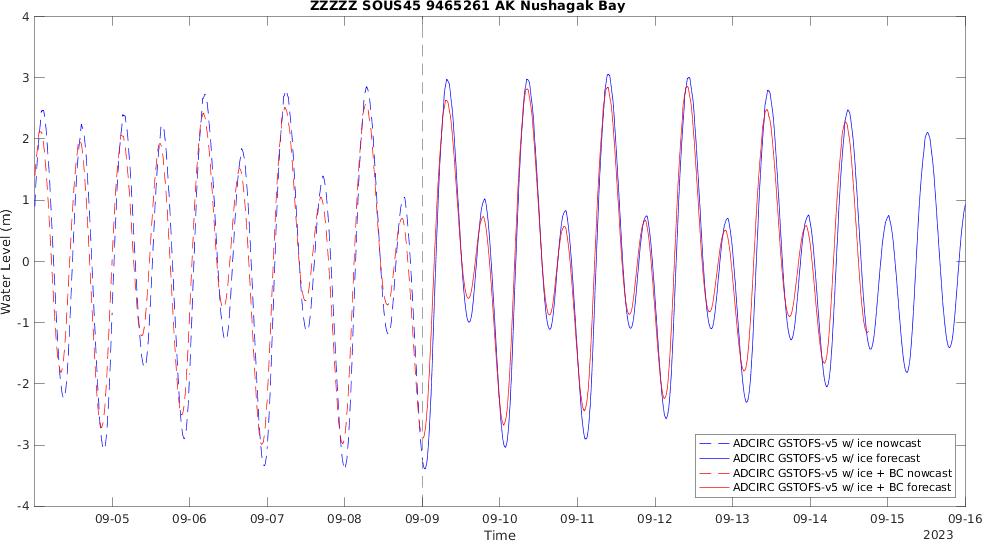 ZZZZZ SOUS45 9465261 AK Nushagak Bay
4
3
2
1
0
-1
-2
-3
-4
Water Level (m)
ADCIRC GSTOFS-v5 w/ ice nowcast
ADCIRC GSTOFS-v5 w/ ice forecast
ADCIRC GSTOFS-v5 w/ ice + BC nowcast
ADCIRC GSTOFS-v5 w/ ice + BC forecast
09-05 09-06 09-07 09-08 09-09 09-10 09-11 09-12 09-13 09-14 09-15 09-16
Time
2023